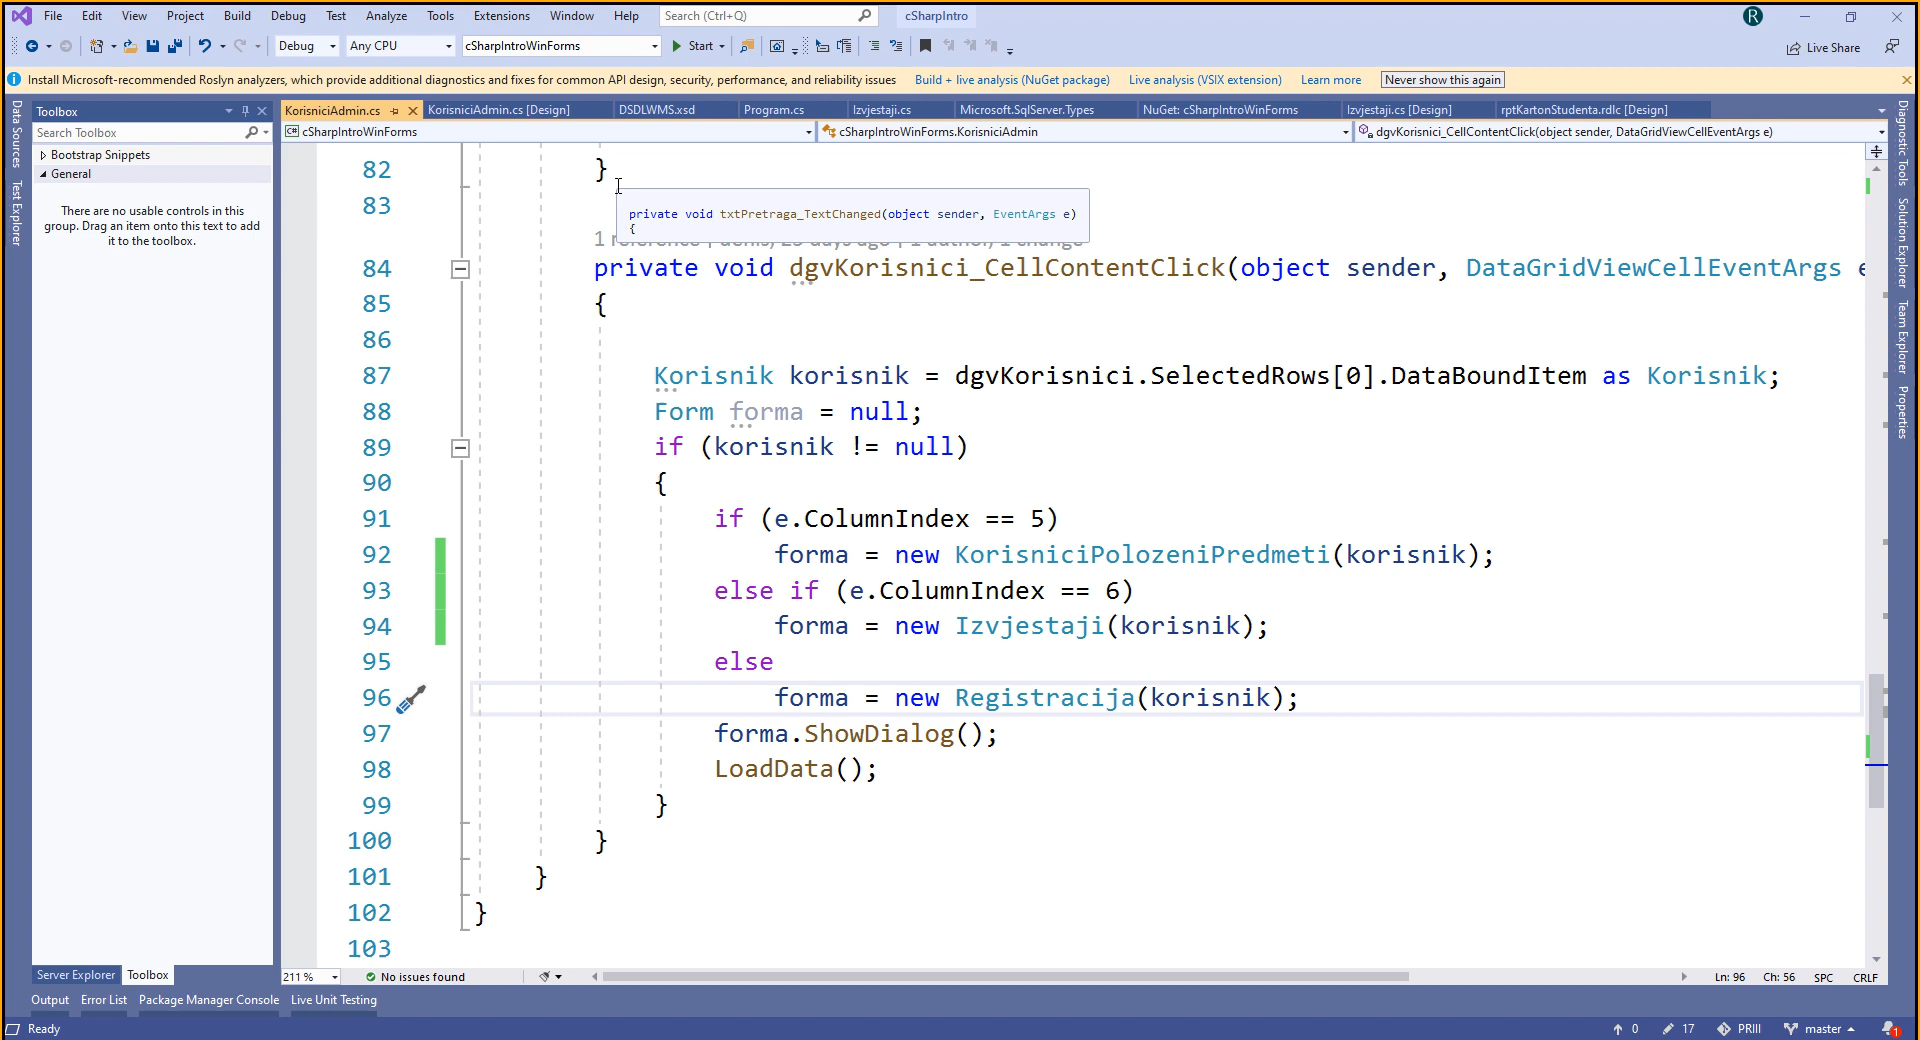 File Edit View Project Build Debug Test Analyze Tools Extensions Window Help Search (Ctrl+Q) cSharpIntro R
Debug Any CPU cSharpIntroWinForms Start Live Share
Install Microsoft-recommended Roslyn analyzers, which provide additional diagnostics and fixes for common API design, security, performance, and reliability issues Build + live analysis (NuGet package) Live analysis (VSIX extension) Learn more Never show this again
Toolbox
Search Toolbox
Bootstrap Snippets
General
There are no usable controls in this
group. Drag an item onto this text to add
it to the toolbox.
Data Sources
Test Explorer
KorisniciAdmin.cs KorisniciAdmin.cs [Design] DSDLWMS.xsd Program.cs Izvjestaji.cs Microsoft.SqlServer.Types NuGet: cSharpIntroWinForms Izvjestaji.cs [Design] rptKartonStudenta.rdlc [Design]
cSharpIntroWinForms cSharpIntroWinForms.KorisniciAdmin dgvKorisnici_CellContentClick(object sender, DataGridViewCellEventArgs e)
82 }
83
private void txtPretraga_TextChanged(object sender, EventArgs e)
{
84 private void dgvKorisnici_CellContentClick(object sender, DataGridViewCellEventArgs e
85 {
86
87 Korisnik korisnik = dgvKorisnici.SelectedRows[0].DataBoundItem as Korisnik;
88 Form forma = null;
89 if (korisnik != null)
90 {
91 if (e.ColumnIndex == 5)
92 forma = new KorisniciPolozeniPredmeti(korisnik);
93 else if (e.ColumnIndex == 6)
94 forma = new Izvjestaji(korisnik);
95 else
96 forma = new Registracija(korisnik);
97 forma.ShowDialog();
98 LoadData();
99 }
100 }
101 }
102 }
103
Diagnostic Tools
Solution Explorer
Team Explorer
Properties
Server Explorer Toolbox
211 % No issues found Ln: 96 Ch: 56 SPC CRLF
Output Error List Package Manager Console Live Unit Testing
Ready 0 17 PRIII master 1